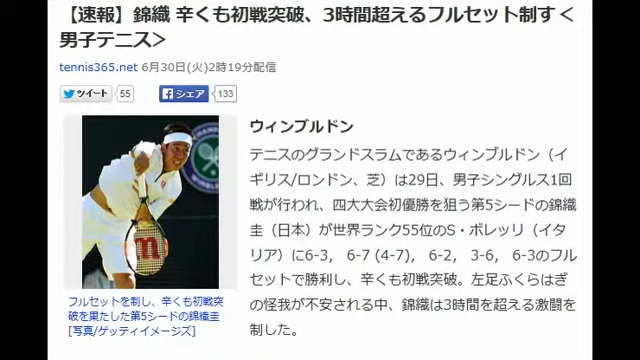 【速報】錦織 辛くも初戦突破、3時間超えるフルセット制す＜
男子テニス＞
tennis365.net 6月30日(火)2時19分配信
ツイート 55 シェア 133
ウィンブルドン
テニスのグランドスラムであるウィンブルドン（イ
ギリス/ロンドン、芝）は29日、男子シングルス1回
戦が行われ、四大大会初優勝を狙う第5シードの錦織
圭（日本）が世界ランク55位のS・ボレッリ（イタ
リア）に6-3, 6-7 (4-7), 6-2, 3-6, 6-3のフル
セットで勝利し、辛くも初戦突破。左足ふくらはぎ
の怪我が不安される中、錦織は3時間を超える激闘を
制した。
フルセットを制し、辛くも初戦突
破を果たした第5シードの錦織圭
[写真/ゲッティイメージズ]